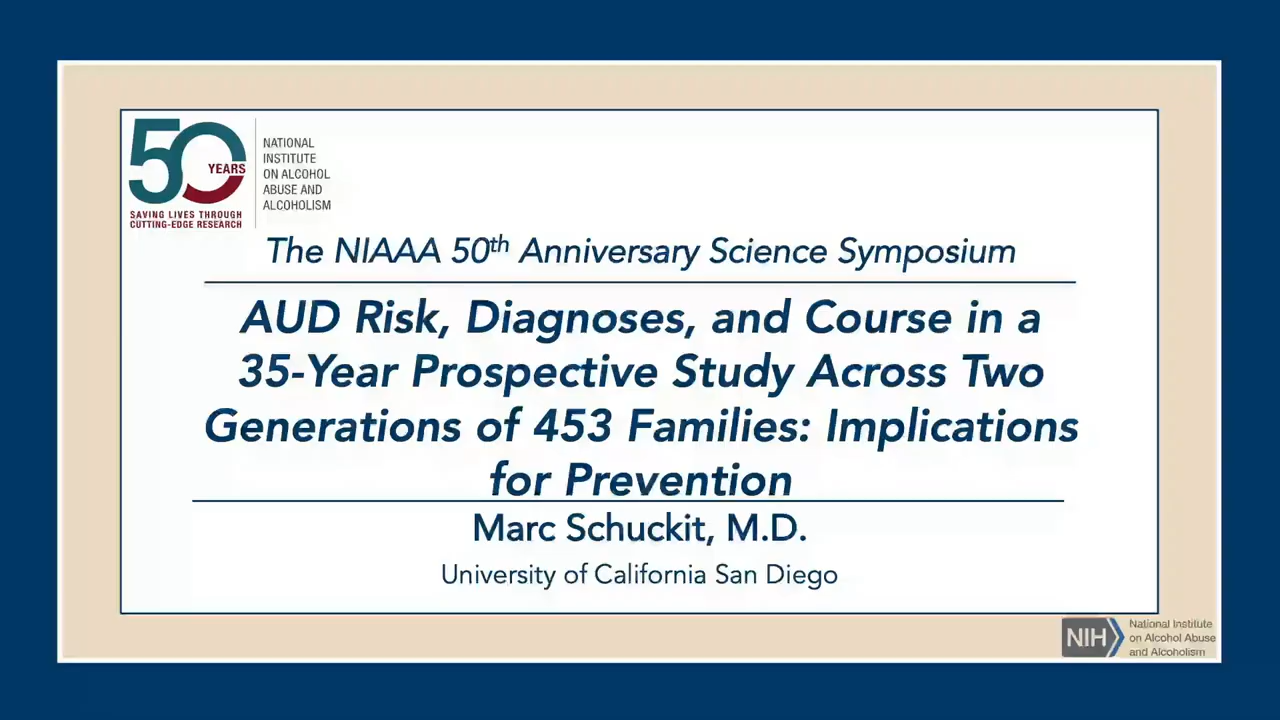 50
YEARS
SAVING LIVES THROUGH
CUTTING-EDGE RESEARCH
NATIONAL
INSTITUTE
ON ALCOHOL
ABUSE AND
ALCOHOLISM
The NIAAA 50th Anniversary Science Symposium
AUD Risk, Diagnoses, and Course in a
35-Year Prospective Study Across Two
Generations of 453 Families: Implications
for Prevention
Marc Schuckit, M.D.
University of California San Diego
NIH
National Institute
on Alcohol Abuse
and Alcoholism